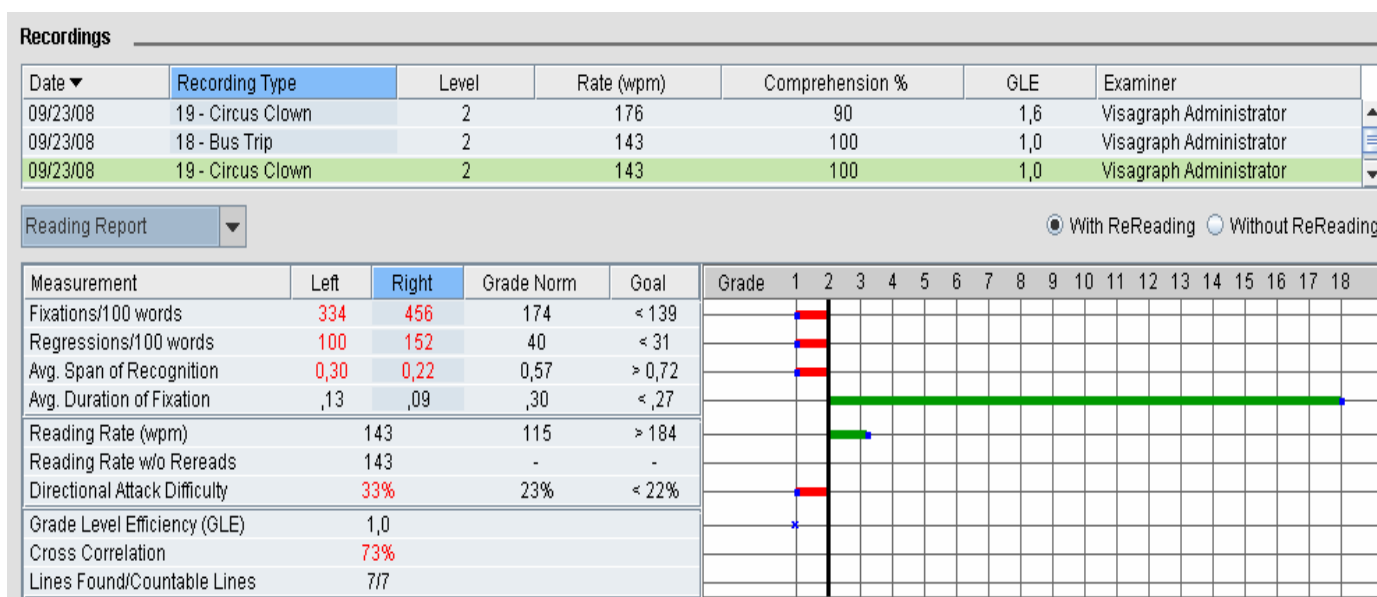 Recordings
Date Recording Type Level Rate (wpm) Comprehension % GLE Examiner
09/23/08 19 - Circus Clown 2 176 90 1,6 Visagraph Administrator
09/23/08 18 - Bus Trip 2 143 100 1,0 Visagraph Administrator
09/23/08 19 - Circus Clown 2 143 100 1,0 Visagraph Administrator
Reading Report With ReReading Without ReReading
Measurement Left Right Grade Norm Goal Grade 1 2 3 4 5 6 7 8 9 10 11 12 13 14 15 16 17 18
Fixations/100 words 334 456 174 < 139
Regressions/100 words 100 152 40 < 31
Avg. Span of Recognition 0,30 0,22 0,57 > 0,72
Avg. Duration of Fixation ,13 ,09 ,30 < ,27
Reading Rate (wpm) 143 115 > 184
Reading Rate w/o Rereads 143 - -
Directional Attack Difficulty 33% 23% < 22%
Grade Level Efficiency (GLE) 1,0
Cross Correlation 73%
Lines Found/Countable Lines 7/7